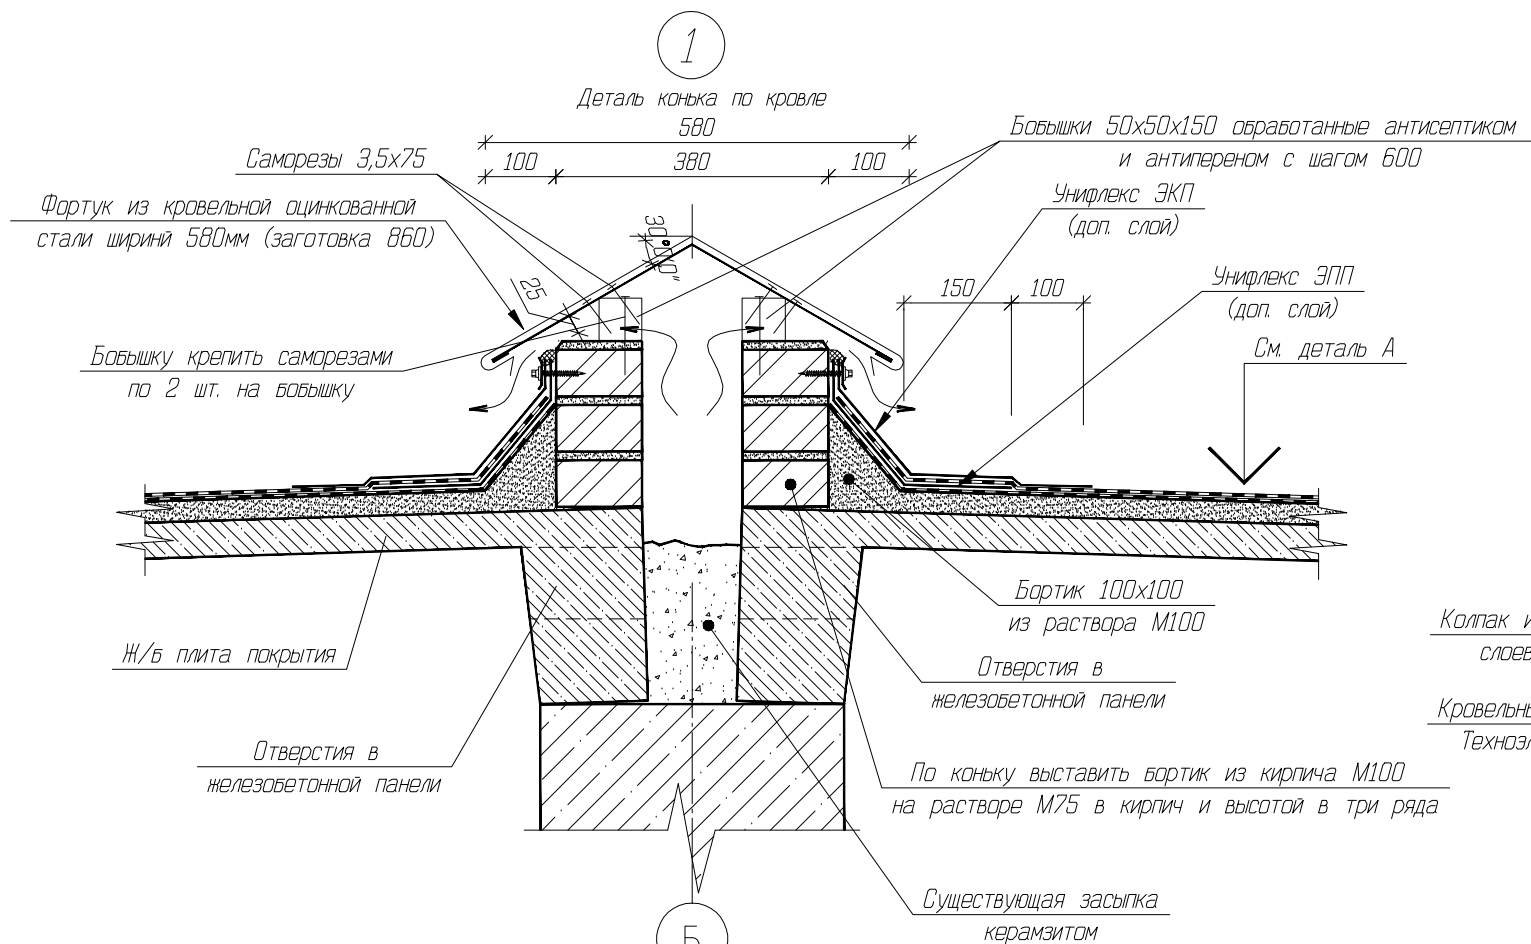 1
Деталь конька по кровле
580
100
380
100
Саморезы 3,5х75
Бобышки 50х50х150 обработанные антисептиком
и антипереном с шагом 600
Фортук из кровельной оцинкованной
стали ширинй 580мм (заготовка 860)
Унифлекс ЭКП
(доп. слой)
25
150
100
Унифлекс ЭПП
(доп. слой)
См. деталь А
Бобышку крепить саморезами
по 2 шт. на бобышку
Бортик 100х100
из раствора М100
Колпак
слоев
Ж/б плита покрытия
Отверстия в
железобетонной панели
Отверстия в
железобетонной панели
По коньку выставить бортик из кирпича М100
на растворе М75 в кирпич и высотой в три ряда
Существующая засыпка
керамзитом
Б